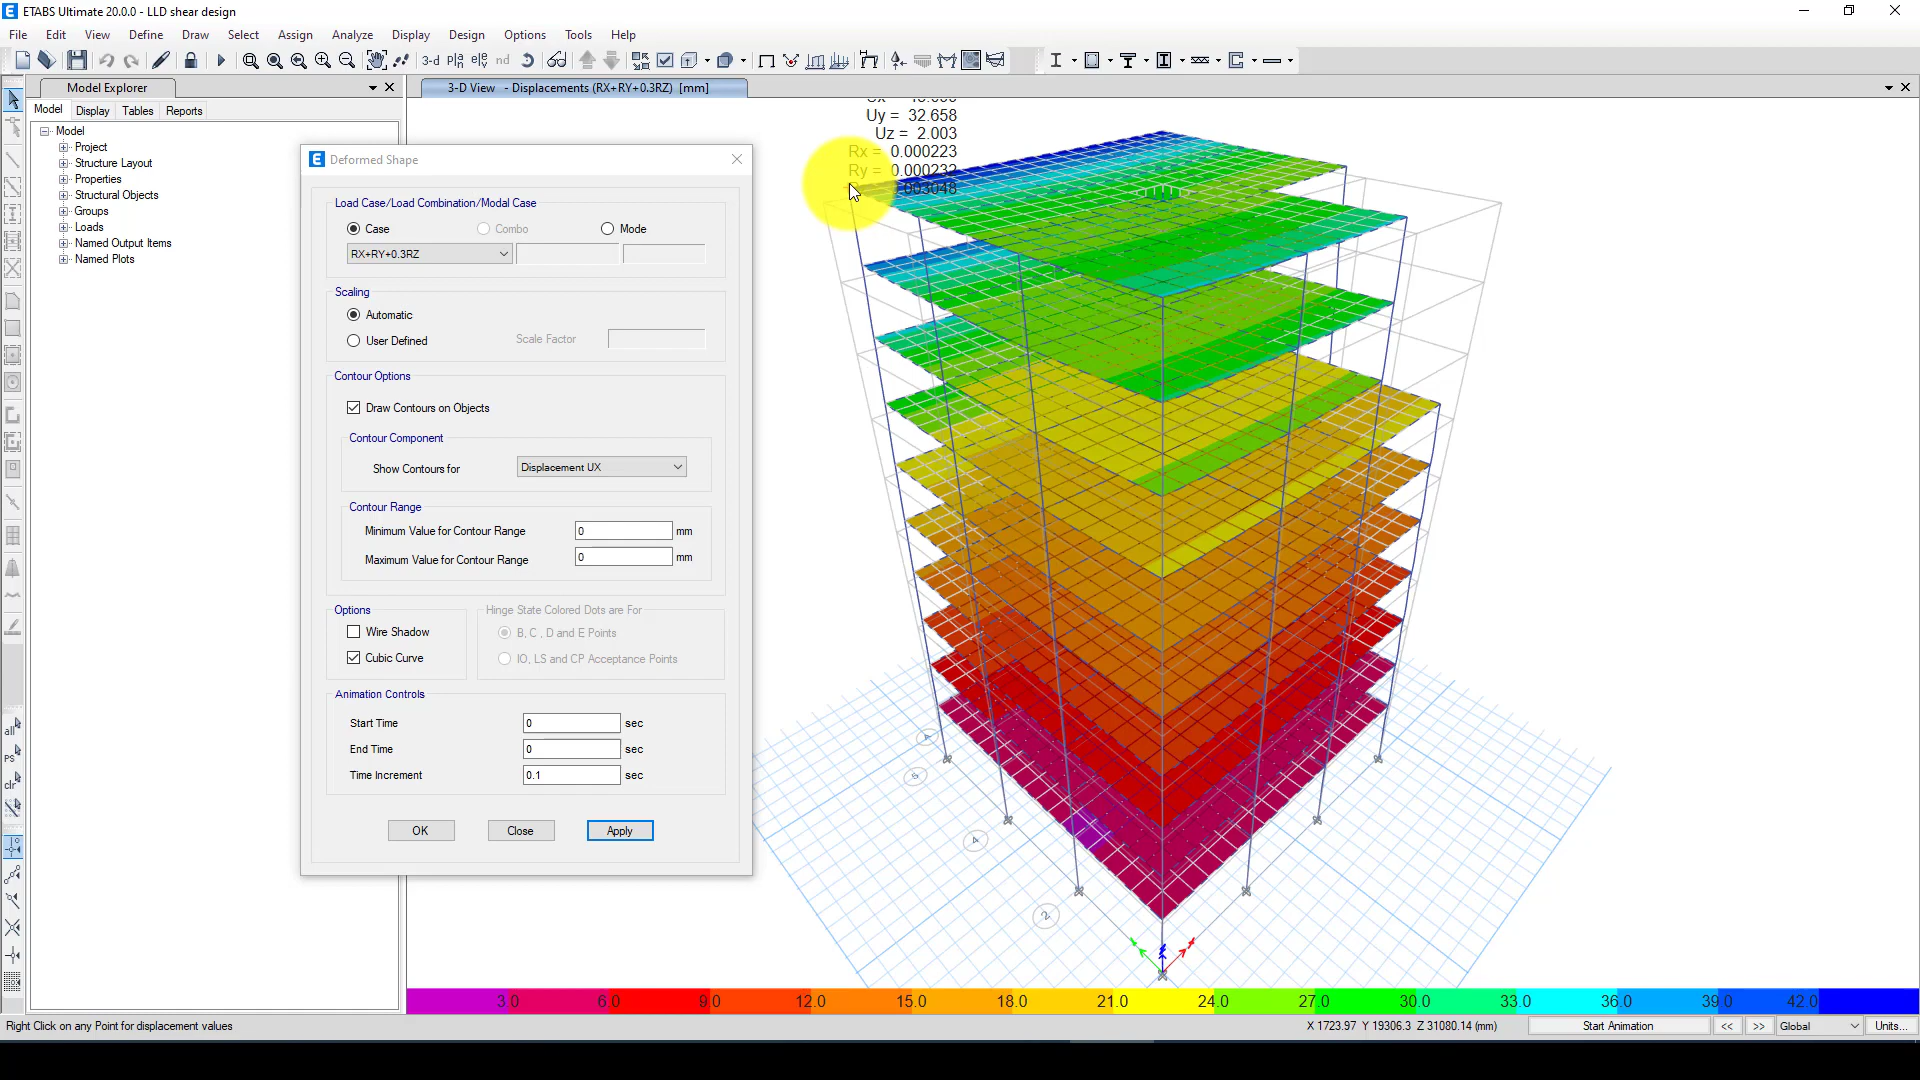 ETABS Ultimate 20.0.0 - LLD shear design
File Edit View Define Draw Select Assign Analyze Display Design Options Tools Help
3-d nd
Model Explorer
3-D View - Displacements (RX+RY+0.3RZ) [mm]
Model Display Tables Reports
Model
Project
Structure Layout
Properties
Structural Objects
Groups
Loads
Named Output Items
Named Plots
Deformed Shape
Load Case/Load Combination/Modal Case
Case Combo Mode
RX+RY+0.3RZ
Scaling
Automatic
User Defined Scale Factor
Contour Options
Draw Contours on Objects
Contour Component
Show Contours for Displacement UX
Contour Range
Minimum Value for Contour Range 0 mm
Maximum Value for Contour Range 0 mm
Options
Wire Shadow
Cubic Curve
Hinge State Colored Dots are For
B, C, D and E Points
IO, LS and CP Acceptance Points
Animation Controls
Start Time 0 sec
End Time 0 sec
Time Increment 0.1 sec
OK Close Apply
Uy = 32.658
Uz = 2.003
Rx = 0.000223
Ry = 0.000232
003048
2
all
ps
clr
3.0 6.0 9.0 12.0 15.0 18.0 21.0 24.0 27.0 30.0 33.0 36.0 39.0 42.0
Right Click on any Point for displacement values
X 1723.97 Y 19306.3 Z 31080.14 (mm)
Start Animation << >> Global Units...